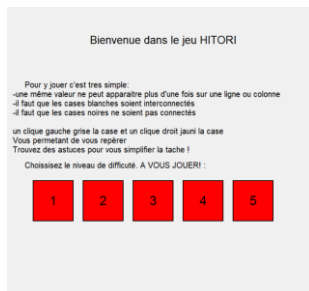 Bienvenue dans le jeu HITORI
Pour y jouer c'est tres simple:
-une même valeur ne peut apparaitre plus d'une fois sur une ligne ou colonne
-il faut que les cases blanches soient interconnectés
-il faut que les cases noires ne soient pas connectés
un clique gauche grise la case et un clique droit jauni la case
Vous permetant de vous repèrer
Trouvez des astuces pour vous simplifier la tache !
Choissisez le niveau de difficuté. A VOUS JOUER! :
1 2 3 4 5